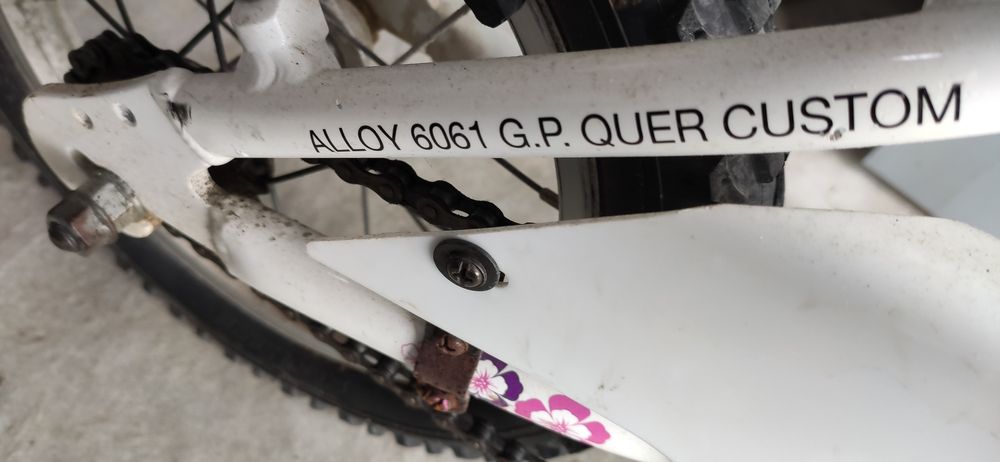 ALLOY 6061 G.P. QUER CUSTOM